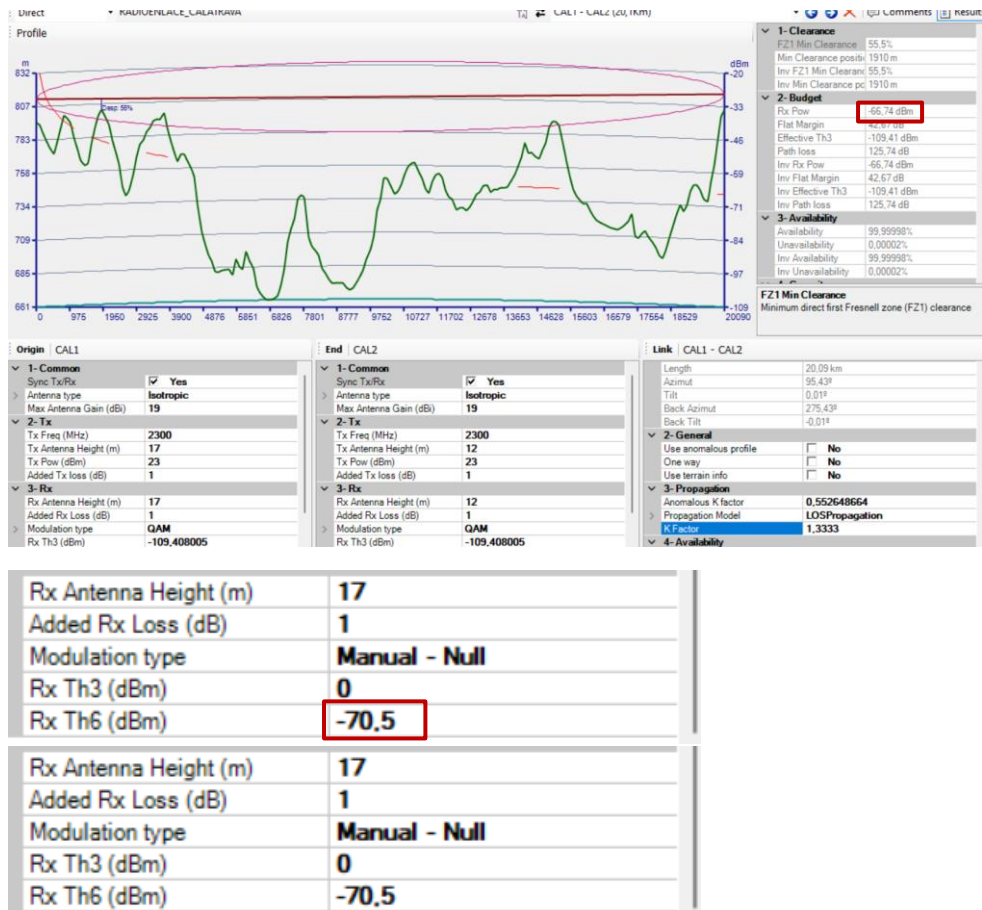 Direct RADIOENLACE_CALATRAVA CAL1 - CAL2 (20,1Km) Comments Results
Profile
m
dBm
832
807
783
758
734
709
685
661
-20
-33
-46
-59
-71
-84
-97
-109
0 975 1950 2925 3900 4876 5851 6826 7801 8777 9752 10727 11702 12678 13653 14628 15603 16579 17554 18529 20090
1- Clearance
FZ1 Min Clearance 55,5%
Min Clearance positi 1910 m
Inv FZ1 Min Clearanc 55,5%
Inv Min Clearance pc 1910 m
2- Budget
Rx Pow -66,74 dBm
Flat Margin 42,67 dB
Effective Th3 -109,41 dBm
Path loss 125,74 dB
Inv Rx Pow -66,74 dBm
Inv Flat Margin 42,67 dB
Inv Effective Th3 -109,41 dBm
Inv Path loss 125,74 dB
3- Availability
Availability 99,99998%
Unavailability 0,00002%
Inv Availability 99,99998%
Inv Unavailability 0,00002%
FZ1 Min Clearance
Minimum direct first Fresnell zone (FZ1) clearance
Origin CAL1
1- Common
Sync Tx/Rx Yes
Antenna type Isotropic
Max Antenna Gain (dBi) 19
2- Tx
Tx Freq (MHz) 2300
Tx Antenna Height (m) 17
Tx Pow (dBm) 23
Added Tx loss (dB) 1
3- Rx
Rx Antenna Height (m) 17
Added Rx Loss (dB) 1
Modulation type QAM
Rx Th3 (dBm) -109,408005
End CAL2
1- Common
Sync Tx/Rx Yes
Antenna type Isotropic
Max Antenna Gain (dBi) 19
2- Tx
Tx Freq (MHz) 2300
Tx Antenna Height (m) 12
Tx Pow (dBm) 23
Added Tx loss (dB) 1
3- Rx
Rx Antenna Height (m) 12
Added Rx Loss (dB) 1
Modulation type QAM
Rx Th3 (dBm) -109,408005
Link CAL1 - CAL2
Length 20,09 km
Azimut 95,43º
Tilt 0,01º
Back Azimut 275,43º
Back Tilt -0,01º
2- General
Use anomalous profile No
One way No
Use terrain info No
3- Propagation
Anomalous K factor 0,552648664
Propagation Model LOSPropagation
K Factor 1,3333
4- Availability
Rx Antenna Height (m) 17
Added Rx Loss (dB) 1
Modulation type Manual - Null
Rx Th3 (dBm) 0
Rx Th6 (dBm) -70,5
Rx Antenna Height (m) 17
Added Rx Loss (dB) 1
Modulation type Manual - Null
Rx Th3 (dBm) 0
Rx Th6 (dBm) -70,5